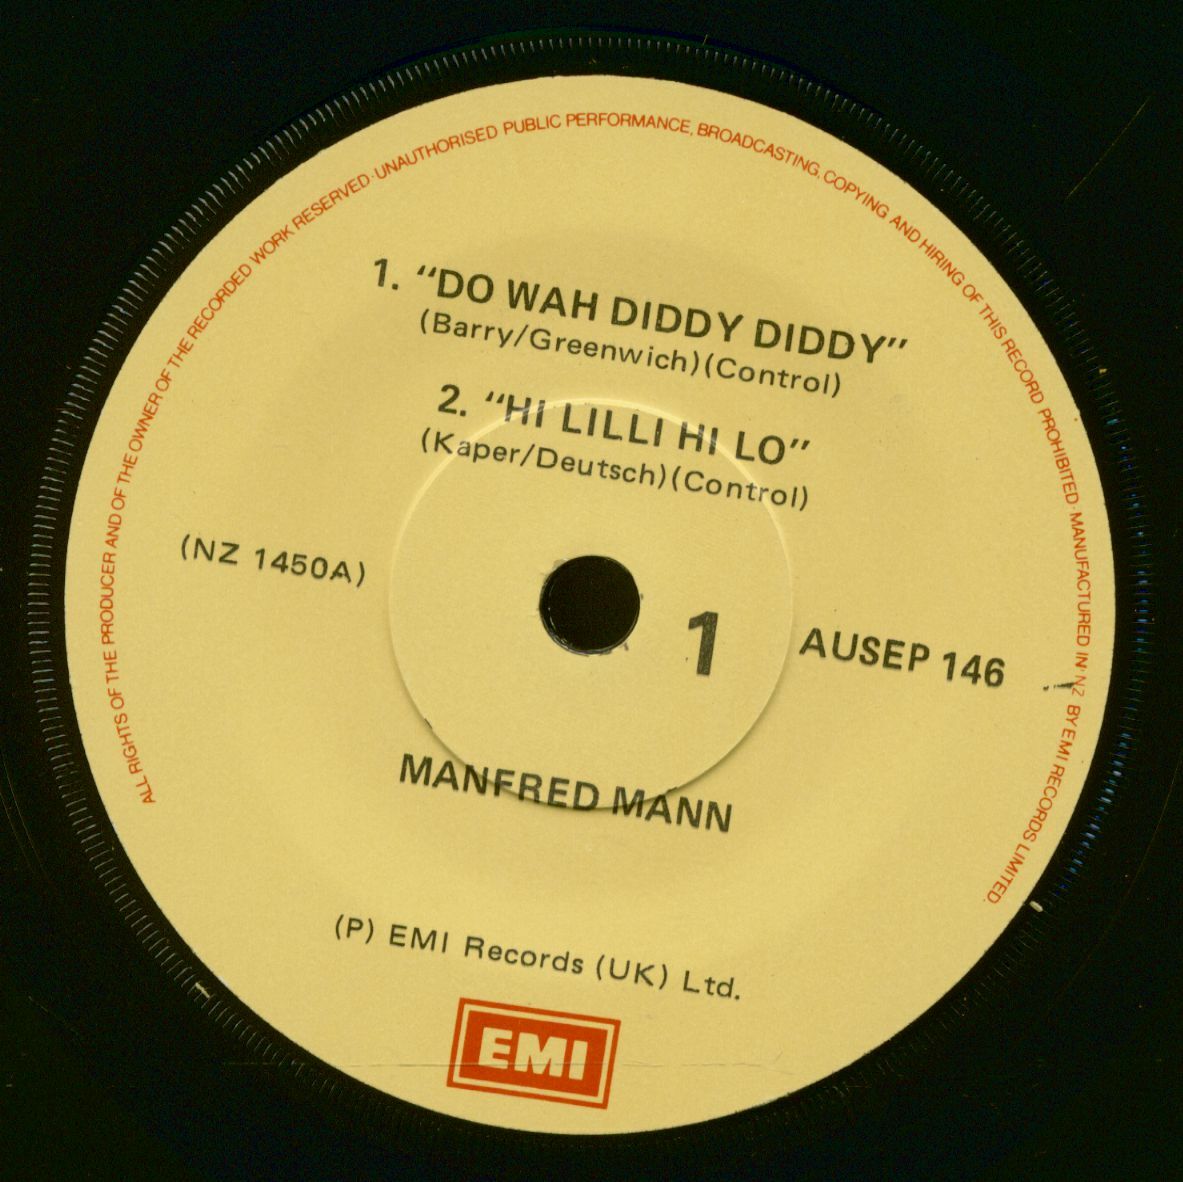 ALL RIGHTS OF THE PRODUCER AND OF THE OWNER OF THE RECORDED WORK RESERVED · UNAUTHORISED PUBLIC PERFORMANCE, BROADCASTING, COPYING AND HIRING OF THIS RECORD PROHIBITED · MANUFACTURED IN NZ BY EMI RECORDS LIMITED.
1. “DO WAH DIDDY DIDDY”
(Barry/Greenwich)(Control)
2. “HI LILLI HI LO”
(Kaper/Deutsch)(Control)
(NZ 1450A)
1
AUSEP 146
MANFRED MANN
(P) EMI Records (UK) Ltd.
EMI